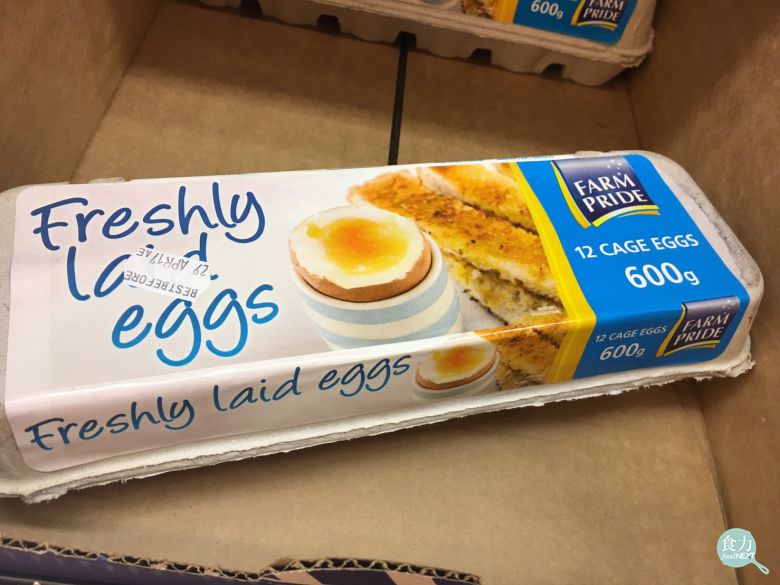 600g
FARM
PRIDE
Freshly
laid
eggs
BESTBEFORE
29 APR17AE
FARM
PRIDE
12 CAGE EGGS
600g
Freshly laid eggs
12 CAGE EGGS
600g
FARM
PRIDE
食力
foodNEXT